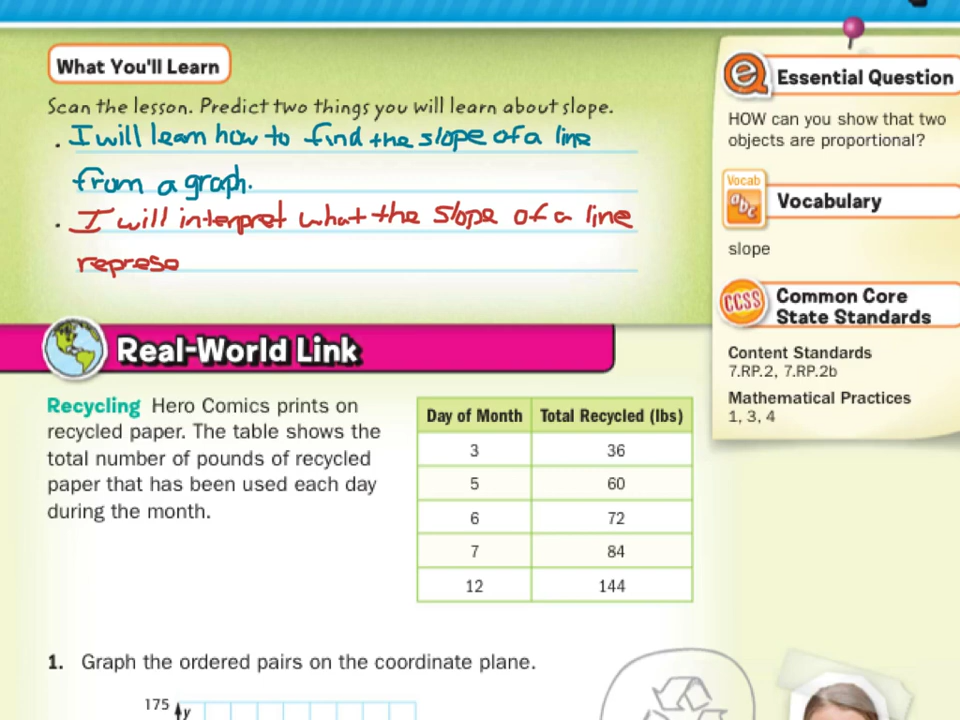 What You'll Learn
Scan the lesson. Predict two things you will learn about slope.
. I will learn how to find the slope of a line
from a graph.
. I will interpret what the slope of a line
represe
Real-World Link
Recycling Hero Comics prints on
recycled paper. The table shows the
total number of pounds of recycled
paper that has been used each day
during the month.
Day of Month Total Recycled (lbs)
3 36
5 60
6 72
7 84
12 144
1. Graph the ordered pairs on the coordinate plane.
175 y
e Essential Question
HOW can you show that two
objects are proportional?
Vocab
abc
Vocabulary
slope
CCSS
Common Core
State Standards
Content Standards
7.RP.2, 7.RP.2b
Mathematical Practices
1, 3, 4